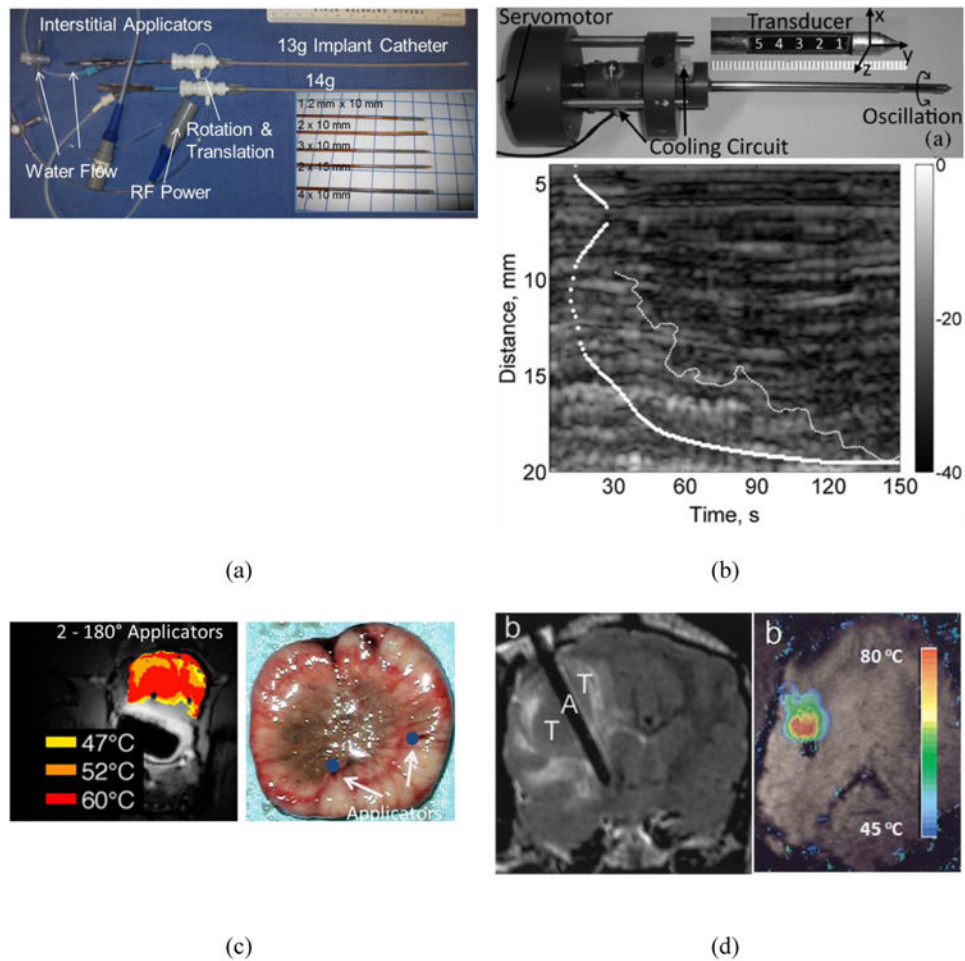 Interstitial Applicators
13g Implant Catheter
14g
Rotation &
Translation
Water Flow
RF Power
1.2 mm x 10 mm
2 x 10 mm
3 x 10 mm
2 x 15 mm
4 x 10 mm
(a)
Servomotor
Transducer
X
Y
Z
5 4 3 2 1
Oscillation
(a)
Cooling Circuit
Distance, mm
5
10
15
20
30 60 90 120 150
Time, s
0
-20
-40
(b)
2 - 180° Applicators
47°C
52°C
60°C
Applicators
(c)
b
T
A
T
b
80 °C
45 °C
(d)